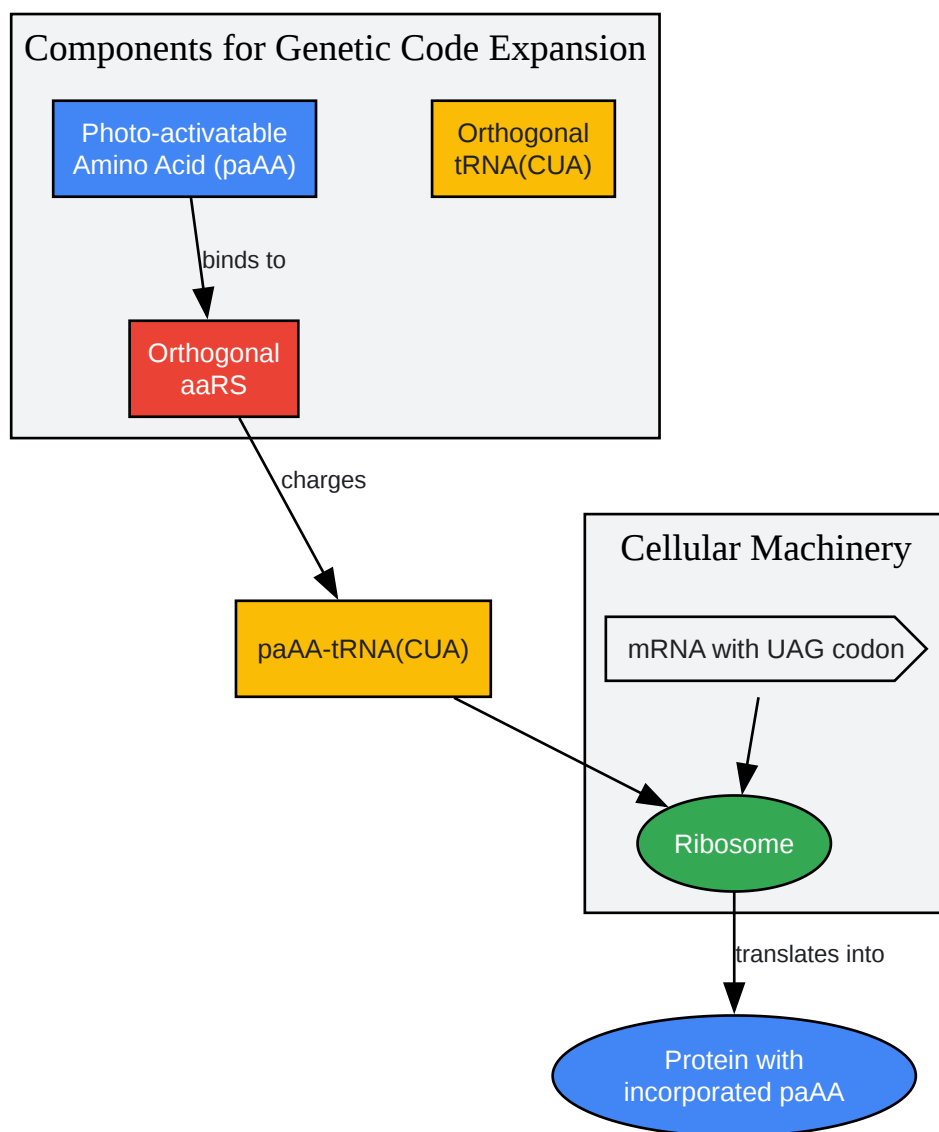 Components for Genetic Code Expansion
Photo-activatable
Amino Acid (paAA)
Orthogonal
tRNA(CUA)
binds to
Orthogonal
aaRS
charges
Cellular Machinery
paAA-tRNA(CUA)
mRNA with UAG codon
Ribosome
translates into
Protein with
incorporated paAA